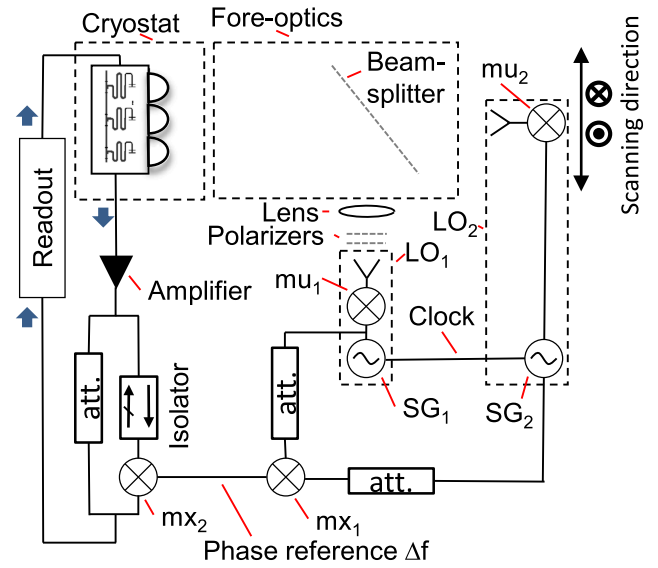 Cryostat
Fore-optics
Beam-
splitter
mu₂
Scanning direction
Readout
Lens
Polarizers
LO₁
LO₂
mu₁
Amplifier
Clock
att.
Isolator
att.
SG₁
SG₂
att.
mx₂
mx₁
Phase reference Δf